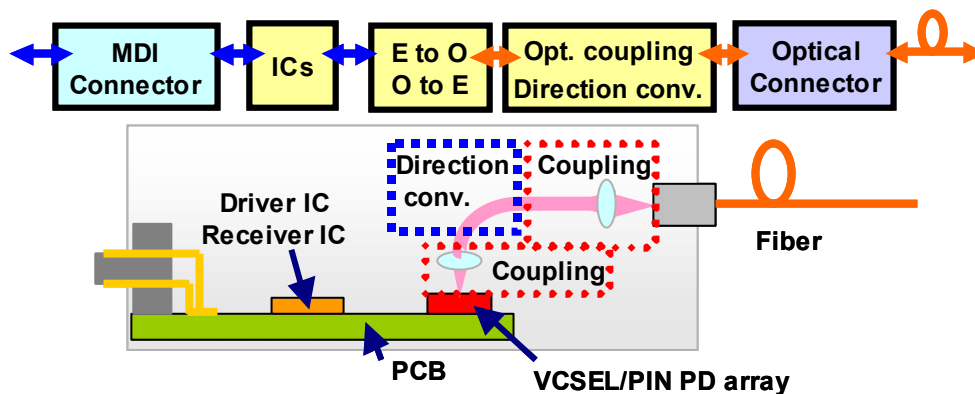 MDI
Connector
ICs
E to O
O to E
Opt. coupling
Direction conv.
Optical
Connector
Direction
conv.
Coupling
Driver IC
Receiver IC
Fiber
Coupling
PCB
VCSEL/PIN PD array